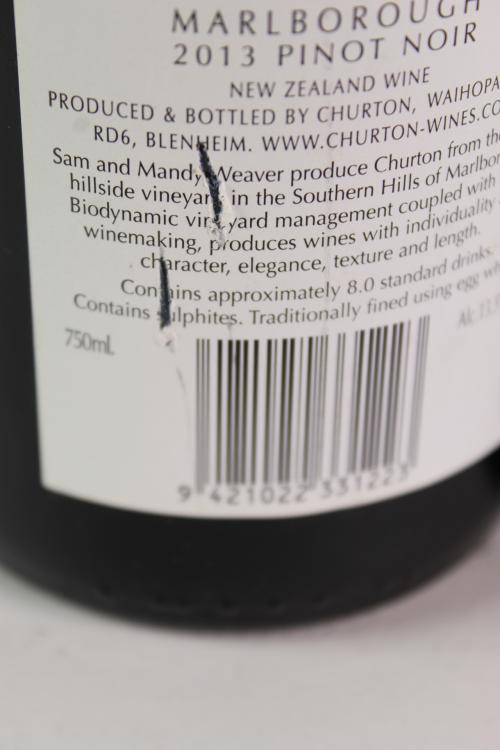 MARLBOROUGH
2013 PINOT NOIR
NEW ZEALAND WINE
PRODUCED & BOTTLED BY CHURTON, WAIHOPA
RD6, BLENHEIM. WWW.CHURTON-WINES.CO
Sam and Mandy Weaver produce Churton from the
hillside vineyard in the Southern Hills of Marlbor
Biodynamic vineyard management coupled with
winemaking, produces wines with individuality
character, elegance, texture and length.
Contains approximately 8.0 standard drinks.
Contains sulphites. Traditionally fined using egg wh
750mL Alc.13.
9 421022 331223